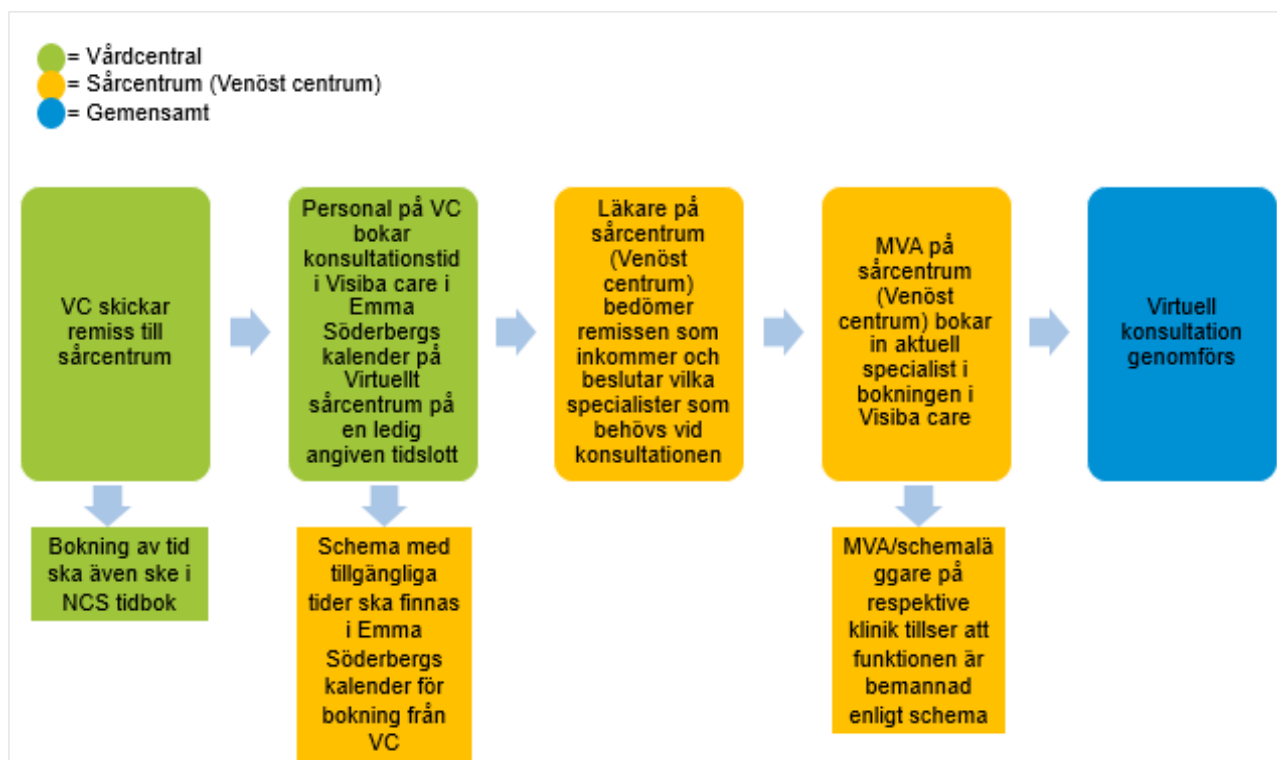 = Vårdcentral
= Sårcentrum (Venöst centrum)
= Gemensamt
VC skickar
remiss till
sårcentrum
Personal på VC
bokar
konsultationstid
i Visiba care i
Emma
Söderbergs
kalender på
Virtuellt
sårcentrum på
en ledig
angiven tidslott
Läkare på
sårcentrum
(Venöst
centrum)
bedömer
remissen som
inkommer och
beslutar vilka
specialister som
behövs vid
konsultationen
MVA på
sårcentrum
(Venöst
centrum) bokar
in aktuell
specialist i
bokningen i
Visiba care
Virtuell
konsultation
genomförs
Bokning av tid
ska även ske i
NCS tidbok
Schema med
tillgängliga
tider ska finnas
i Emma
Söderbergs
kalender för
bokning från
VC
MVA/schemalä
ggare på
respektive
klinik tillser att
funktionen är
bemannad
enligt schema